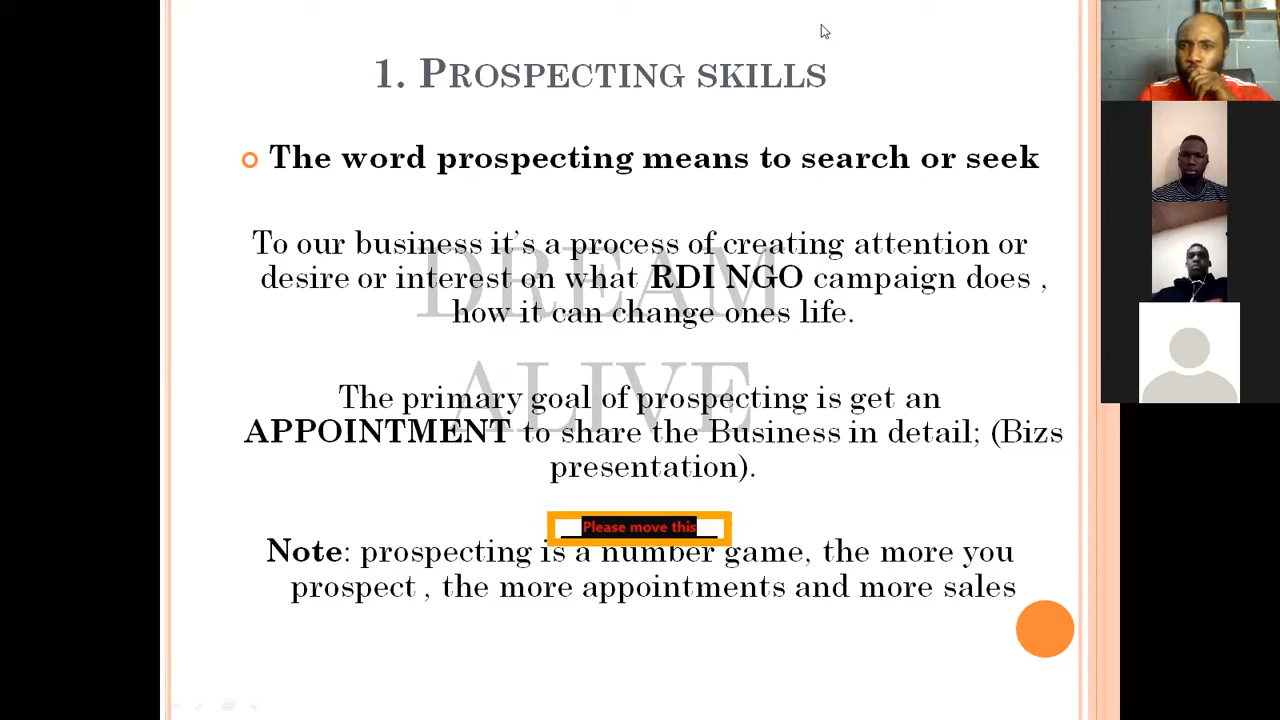 1. PROSPECTING SKILLS
The word prospecting means to search or seek
To our business it's a process of creating attention or
desire or interest on what RDI NGO campaign does ,
how it can change ones life.
DREAM
ALIVE
The primary goal of prospecting is get an
APPOINTMENT to share the Business in detail; (Bizs
presentation).
Please move this
Note: prospecting is a number game, the more you
prospect , the more appointments and more sales